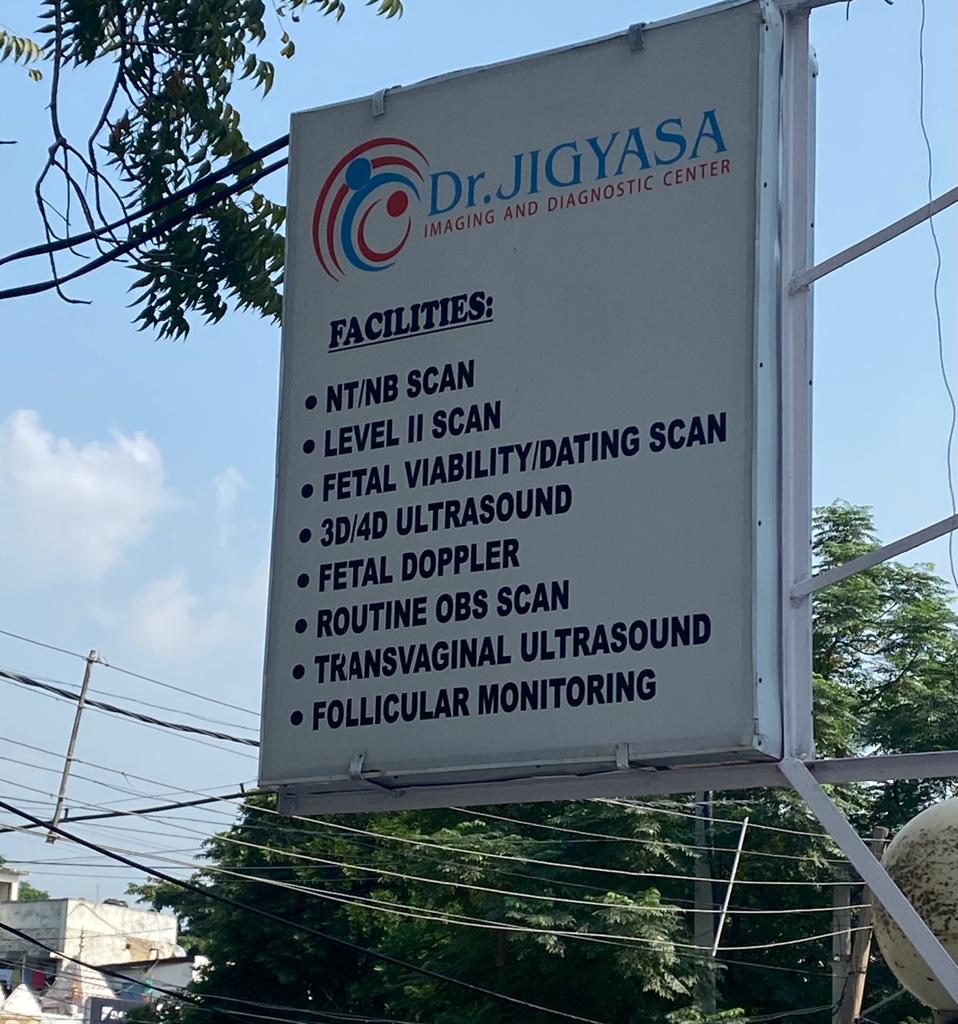 Dr.JIGYASA
IMAGING AND DIAGNOSTIC CENTER
FACILITIES:
• NT/NB SCAN
• LEVEL II SCAN
• FETAL VIABILITY/DATING SCAN
• 3D/4D ULTRASOUND
• FETAL DOPPLER
• ROUTINE OBS SCAN
• TRANSVAGINAL ULTRASOUND
• FOLLICULAR MONITORING